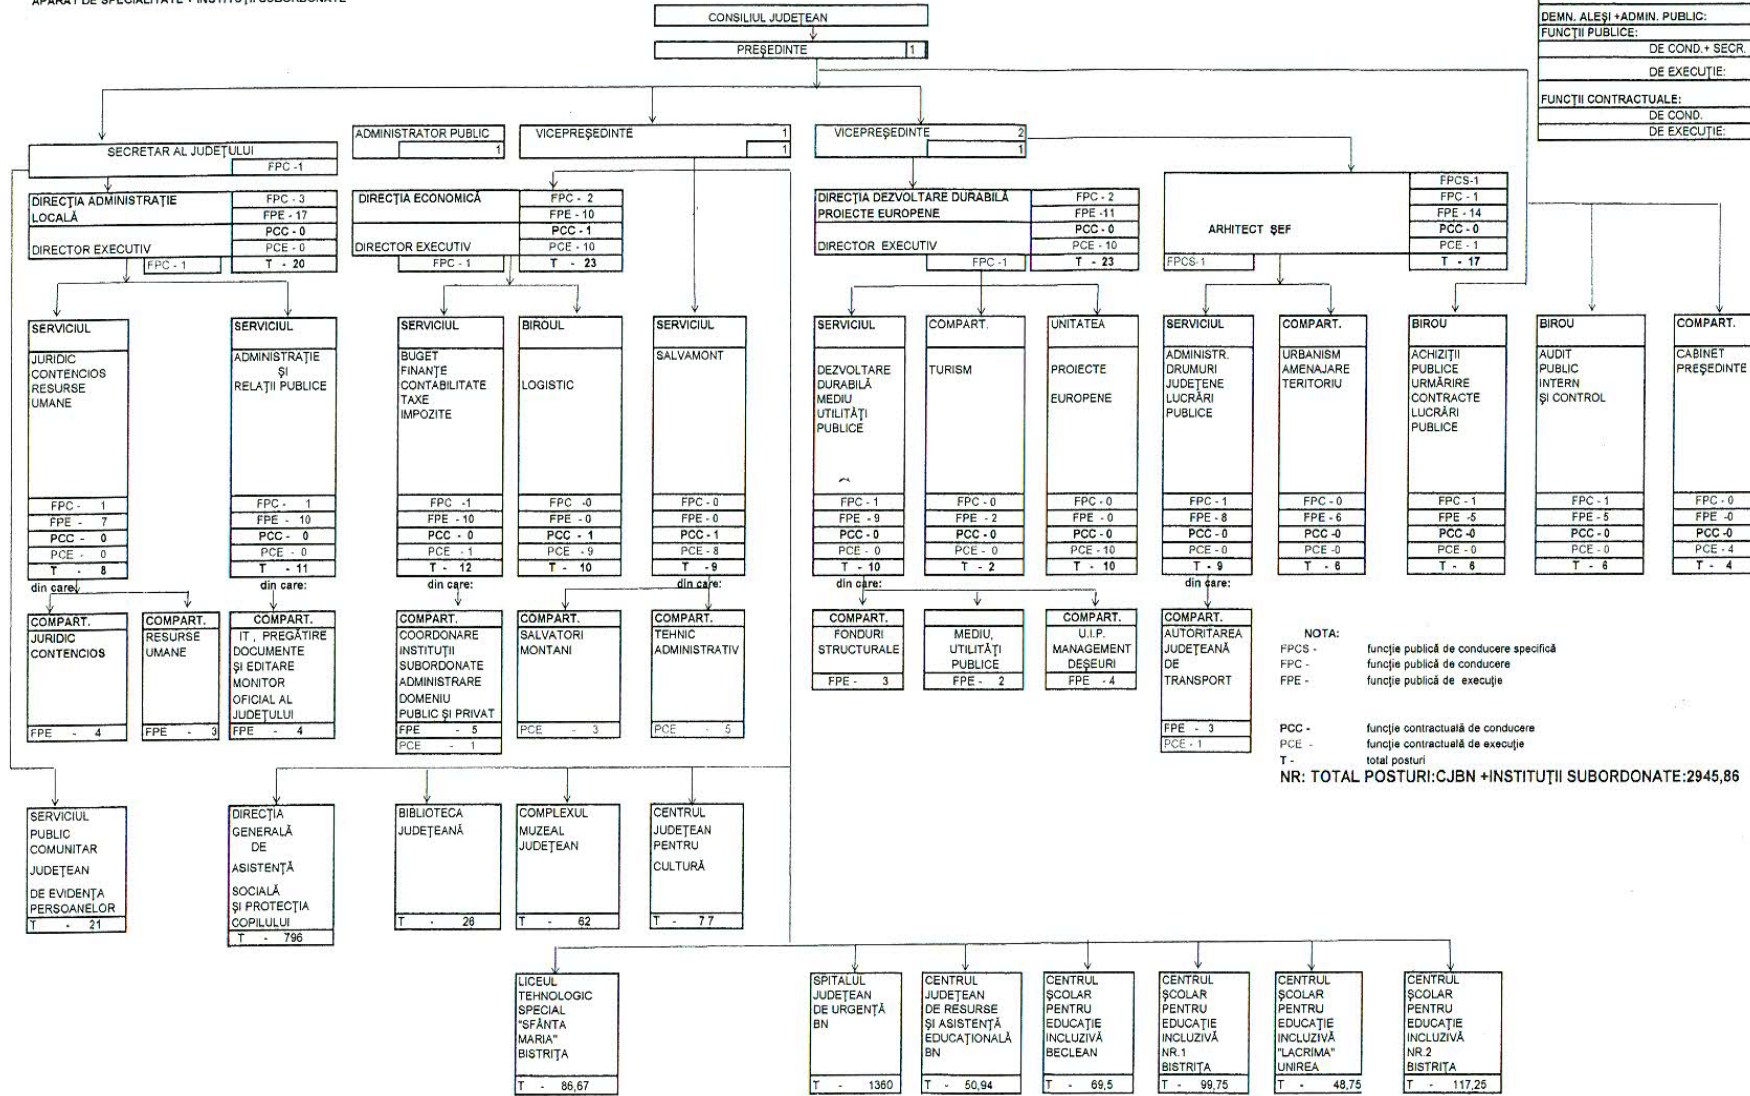 APARAT DE SPECIALITATE + INSTITUȚII SUBORDONATE
CONSILIUL JUDEȚEAN
PREȘEDINTE 1
DEMN. ALEȘI +ADMIN. PUBLIC:
FUNCȚII PUBLICE:
DE COND.+ SECR.
DE EXECUȚIE:
FUNCȚII CONTRACTUALE:
DE COND.
DE EXECUȚIE:
SECRETAR AL JUDEȚULUI
FPC -1
ADMINISTRATOR PUBLIC
1
VICEPREȘEDINTE 1
1
VICEPREȘEDINTE 2
1
DIRECȚIA ADMINISTRAȚIE
LOCALĂ
DIRECTOR EXECUTIV
FPC - 1
FPC - 3
FPE - 17
PCC - 0
PCE - 0
T - 20
DIRECȚIA ECONOMICĂ
DIRECTOR EXECUTIV
FPC - 1
FPC - 2
FPE - 10
PCC - 1
PCE - 10
T - 23
DIRECȚIA DEZVOLTARE DURABILĂ
PROIECTE EUROPENE
DIRECTOR EXECUTIV
FPC -1
FPC - 2
FPE -11
PCC - 0
PCE - 10
T - 23
ARHITECT ȘEF
FPCS-1
FPCS-1
FPC - 1
FPE - 14
PCC - 0
PCE - 1
T - 17
SERVICIUL
JURIDIC
CONTENCIOS
RESURSE
UMANE
FPC - 1
FPE - 7
PCC - 0
PCE - 0
T - 8
din care:
SERVICIUL
ADMINISTRAȚIE
ȘI
RELAȚII PUBLICE
FPC - 1
FPE - 10
PCC - 0
PCE - 0
T - 11
din care:
SERVICIUL
BUGET
FINANȚE
CONTABILITATE
TAXE
IMPOZITE
FPC -1
FPE - 10
PCC - 0
PCE - 1
T - 12
din care:
BIROUL
LOGISTIC
FPC -0
FPE - 0
PCC - 1
PCE - 9
T - 10
SERVICIUL
SALVAMONT
FPC - 0
FPE - 0
PCC - 1
PCE - 8
T - 9
din care:
SERVICIUL
DEZVOLTARE
DURABILĂ
MEDIU
UTILITĂȚI
PUBLICE
FPC - 1
FPE - 9
PCC - 0
PCE - 0
T - 10
din care:
COMPART.
TURISM
FPC - 0
FPE - 2
PCC - 0
PCE - 0
T - 2
UNITATEA
PROIECTE
EUROPENE
FPC - 0
FPE - 0
PCC - 0
PCE - 10
T - 10
SERVICIUL
ADMINISTR.
DRUMURI
JUDEȚENE
LUCRĂRI
PUBLICE
FPC - 1
FPE - 8
PCC - 0
PCE - 0
T - 9
din care:
COMPART.
URBANISM
AMENAJARE
TERITORIU
FPC - 0
FPE - 6
PCC -0
PCE -0
T - 6
BIROU
ACHIZIȚII
PUBLICE
URMĂRIRE
CONTRACTE
LUCRĂRI
PUBLICE
FPC - 1
FPE -5
PCC -0
PCE - 0
T - 6
BIROU
AUDIT
PUBLIC
INTERN
ȘI CONTROL
FPC - 1
FPE - 5
PCC - 0
PCE - 0
T - 6
COMPART.
CABINET
PREȘEDINTE
FPC - 0
FPE -0
PCC -0
PCE - 4
T - 4
COMPART.
JURIDIC
CONTENCIOS
FPE - 4
COMPART.
RESURSE
UMANE
FPE - 3
COMPART.
IT , PREGĂTIRE
DOCUMENTE
ȘI EDITARE
MONITOR
OFICIAL AL
JUDEȚULUI
FPE - 4
COMPART.
COORDONARE
INSTITUȚII
SUBORDONATE
ADMINISTRARE
DOMENIU
PUBLIC ȘI PRIVAT
FPE - 5
PCE - 1
COMPART.
SALVATORI
MONTANI
PCE - 3
COMPART.
TEHNIC
ADMINISTRATIV
PCE - 5
COMPART.
FONDURI
STRUCTURALE
FPE - 3
MEDIU,
UTILITĂȚI
PUBLICE
FPE - 2
COMPART.
U.I.P.
MANAGEMENT
DEȘEURI
FPE - 4
COMPART.
AUTORITAREA
JUDEȚEANĂ
DE
TRANSPORT
FPE - 3
PCE - 1
NOTA:
FPCS - funcție publică de conducere specifică
FPC - funcție publică de conducere
FPE - funcție publică de execuție
PCC - funcție contractuală de conducere
PCE - funcție contractuală de execuție
T - total posturi
NR: TOTAL POSTURI:CJBN +INSTITUȚII SUBORDONATE:2945,86
SERVICIUL
PUBLIC
COMUNITAR
JUDEȚEAN
DE EVIDENȚA
PERSOANELOR
T - 21
DIRECȚIA
GENERALĂ
DE
ASISTENȚĂ
SOCIALĂ
ȘI PROTECȚIA
COPILULUI
T - 796
BIBLIOTECA
JUDEȚEANĂ
T - 26
COMPLEXUL
MUZEAL
JUDEȚEAN
T - 62
CENTRUL
JUDEȚEAN
PENTRU
CULTURĂ
T - 77
LICEUL
TEHNOLOGIC
SPECIAL
"SFÂNTA
MARIA"
BISTRIȚA
T - 86,67
SPITALUL
JUDEȚEAN
DE URGENȚĂ
BN
T - 1360
CENTRUL
JUDEȚEAN
DE RESURSE
ȘI ASISTENȚĂ
EDUCAȚIONALĂ
BN
T - 50,94
CENTRUL
ȘCOLAR
PENTRU
EDUCAȚIE
INCLUZIVĂ
BECLEAN
T - 69,5
CENTRUL
ȘCOLAR
PENTRU
EDUCAȚIE
INCLUZIVĂ
NR.1
BISTRIȚA
T - 99,75
CENTRUL
ȘCOLAR
PENTRU
EDUCAȚIE
INCLUZIVĂ
"LACRIMA"
UNIREA
T - 48,75
CENTRUL
ȘCOLAR
PENTRU
EDUCAȚIE
INCLUZIVĂ
NR.2
BISTRIȚA
T - 117,25